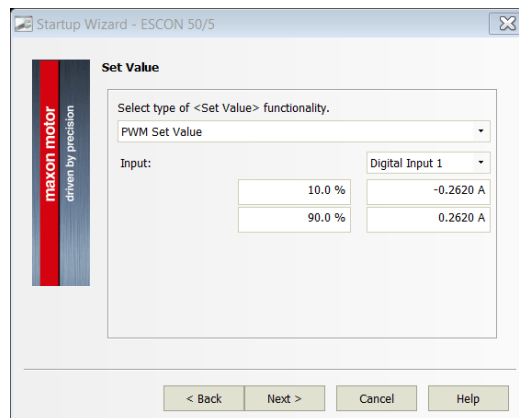 Startup Wizard - ESCON 50/5
Set Value
maxon motor
driven by precision
Select type of <Set Value> functionality.
PWM Set Value
Input:
Digital Input 1
10.0 % -0.2620 A
90.0 % 0.2620 A
< Back Next > Cancel Help